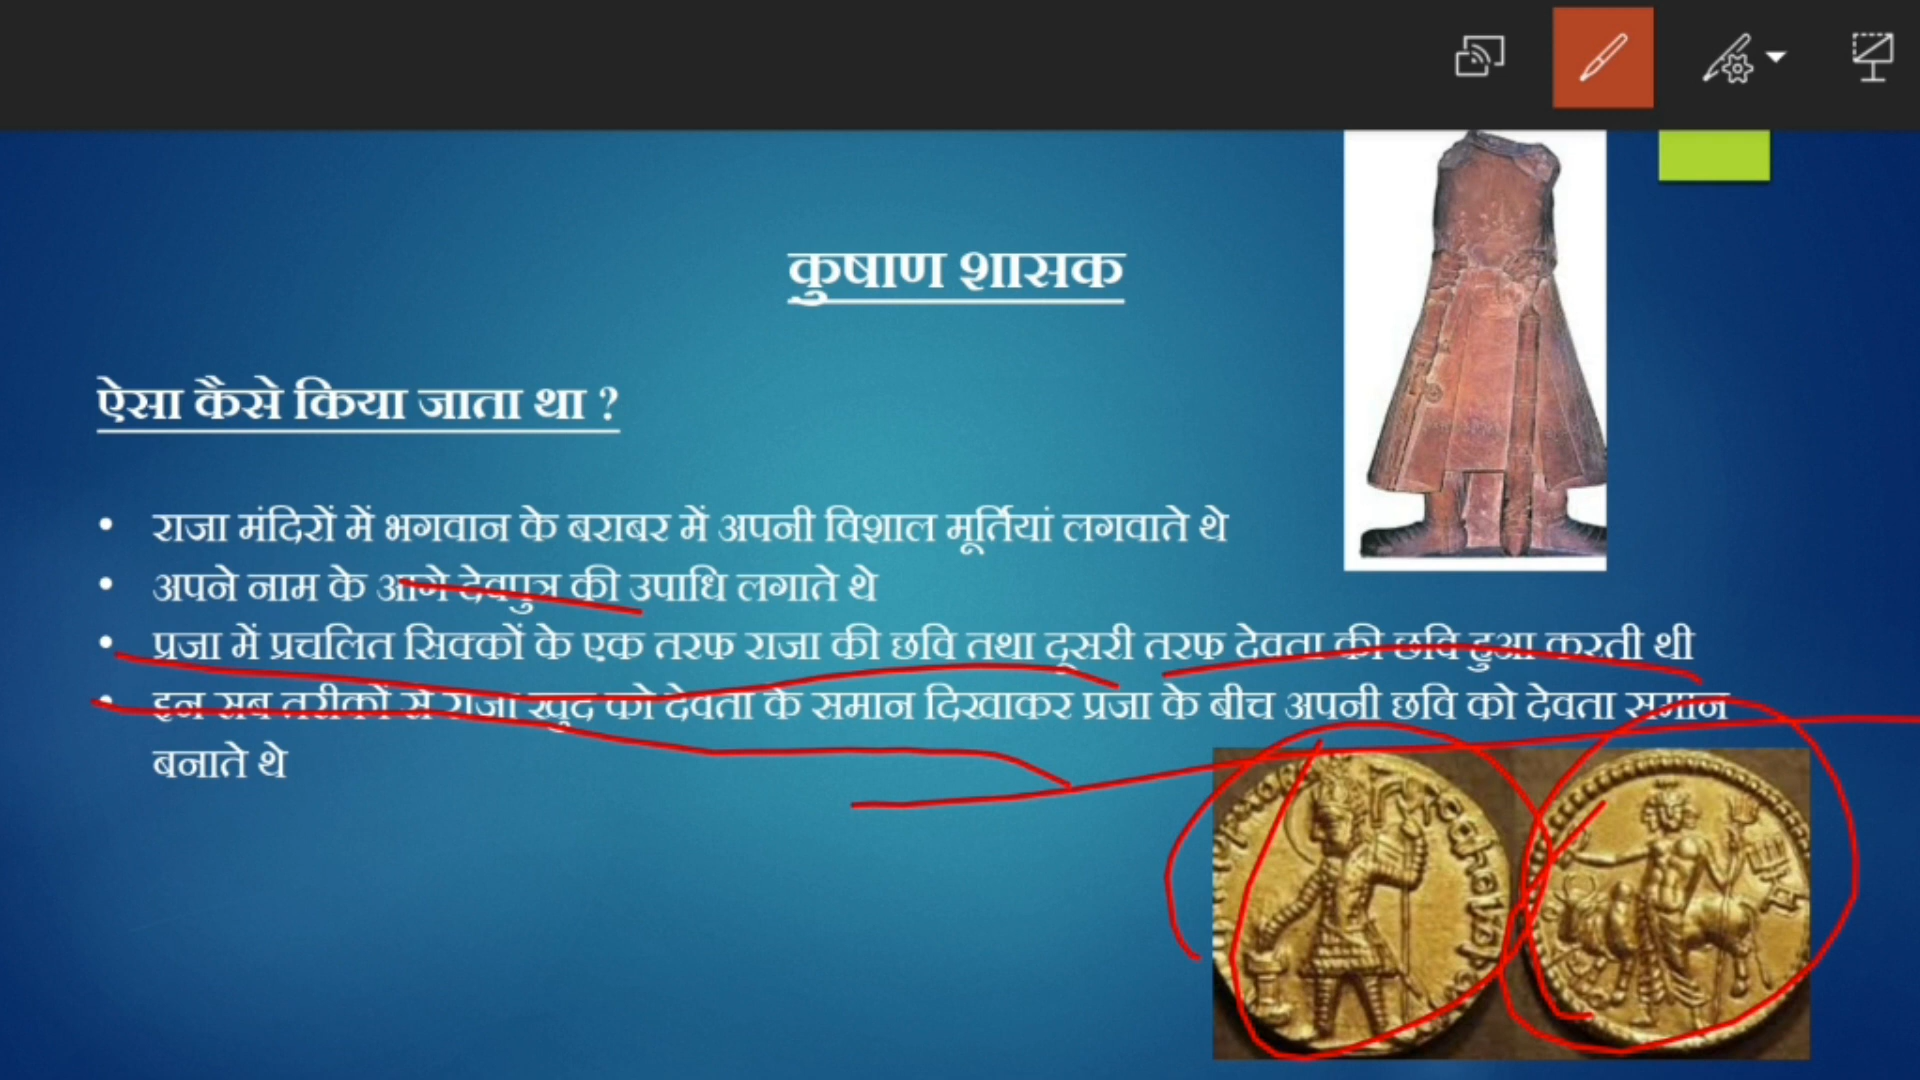 कुषाण शासक
ऐसा कैसे किया जाता था ?
• राजा मंदिरों में भगवान के बराबर में अपनी विशाल मूर्तियां लगवाते थे
• अपने नाम के आगे देवपुत्र की उपाधि लगाते थे
• प्रजा में प्रचलित सिक्कों के एक तरफ राजा की छवि तथा दूसरी तरफ देवता की छवि हुआ करती थी
• इन सब तरीकों से राजा खुद को देवता के समान दिखाकर प्रजा के बीच अपनी छवि को देवता समान
बनाते थे